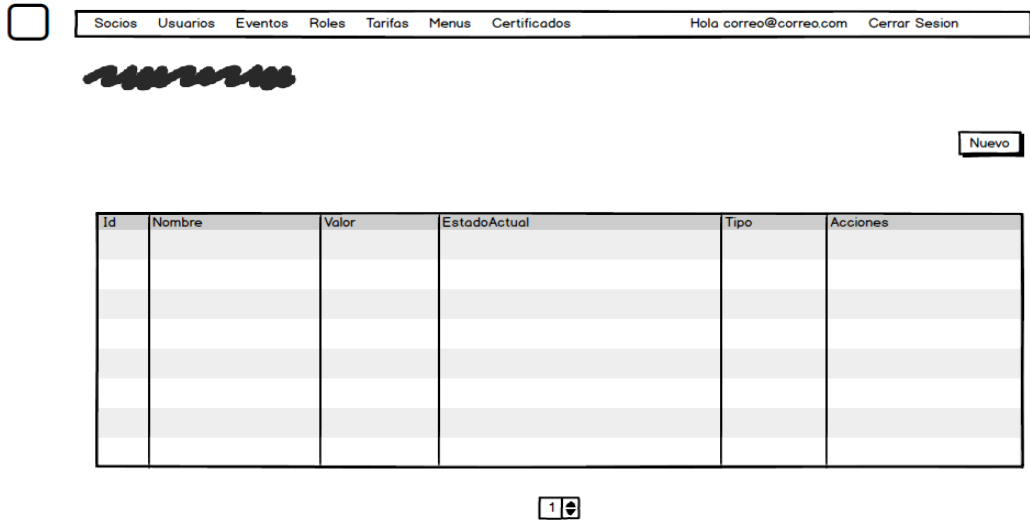 Socios Usuarios Eventos Roles Tarifas Menus Certificados Hola correo@correo.com Cerrar Sesion
Nuevo
Id Nombre Valor EstadoActual Tipo Acciones
1